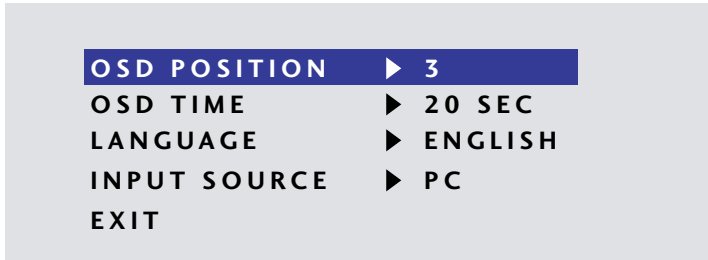 OSD POSITION ▶ 3
OSD TIME ▶ 20 SEC
LANGUAGE ▶ ENGLISH
INPUT SOURCE ▶ PC
EXIT